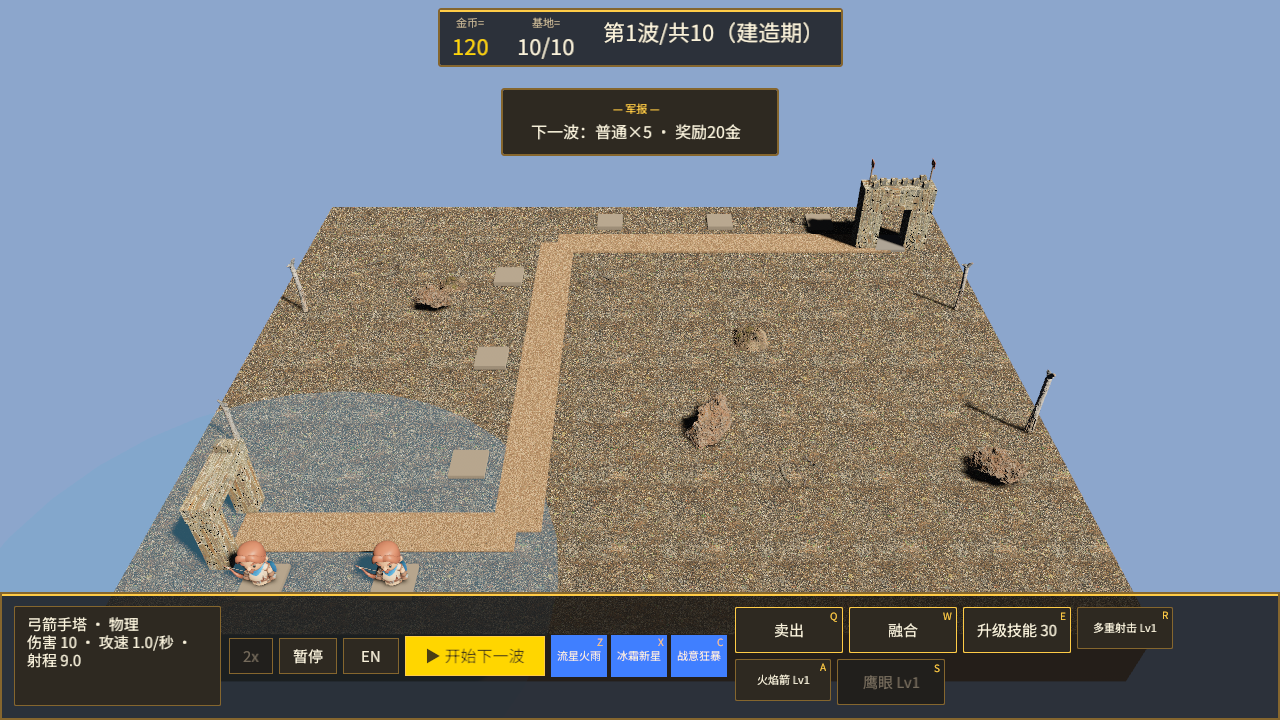 金币=
120
基地=
10/10
第1波/共10（建造期）
— 军报 —
下一波：普通×5 · 奖励20金
弓箭手塔 · 物理
伤害 10 · 攻速 1.0/秒 ·
射程 9.0
2x
暂停
EN
▶ 开始下一波
流星火雨 Z
冰霜新星 X
战意狂暴 C
卖出 Q
融合 W
升级技能 30 E
多重射击 Lv1 R
火焰箭 Lv1 A
鹰眼 Lv1 S